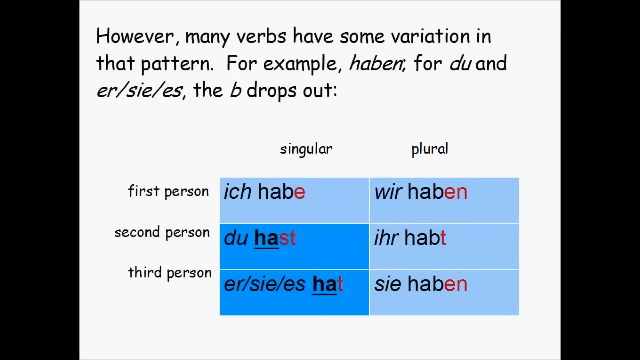 However, many verbs have some variation in
that pattern. For example, haben; for du and
er/sie/es, the b drops out:
singular plural
first person ich habe wir haben
second person du hast ihr habt
third person er/sie/es hat sie haben